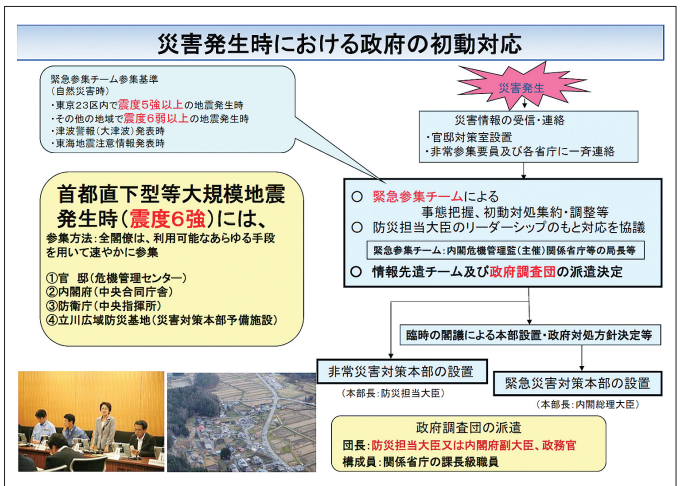 災害発生時における政府の初動対応
緊急参集チーム参集基準
(自然災害時)
・東京23区内で震度5強以上の地震発生時
・その他の地域で震度6弱以上の地震発生時
・津波警報(大津波)発表時
・東海地震注意情報発表時
災害発生
災害情報の受信・連絡
・官邸対策室設置
・非常参集要員及び各省庁に一斉連絡
首都直下型等大規模地震
発生時(震度6強)には、
参集方法:全閣僚は、利用可能なあらゆる手段
を用いて速やかに参集
①官 邸(危機管理センター)
②内閣府(中央合同庁舎)
③防衛庁(中央指揮所)
④立川広域防災基地(災害対策本部予備施設)
○ 緊急参集チームによる
事態把握、初動対処集約・調整等
○ 防災担当大臣のリーダーシップのもと対応を協議
緊急参集チーム:内閣危機管理監(主催)関係省庁等の局長等
○ 情報先遣チーム及び政府調査団の派遣決定
臨時の閣議による本部設置・政府対処方針決定等
非常災害対策本部の設置
(本部長:防災担当大臣)
緊急災害対策本部の設置
(本部長:内閣総理大臣)
政府調査団の派遣
団長:防災担当大臣又は内閣府副大臣、政務官
構成員:関係省庁の課長級職員